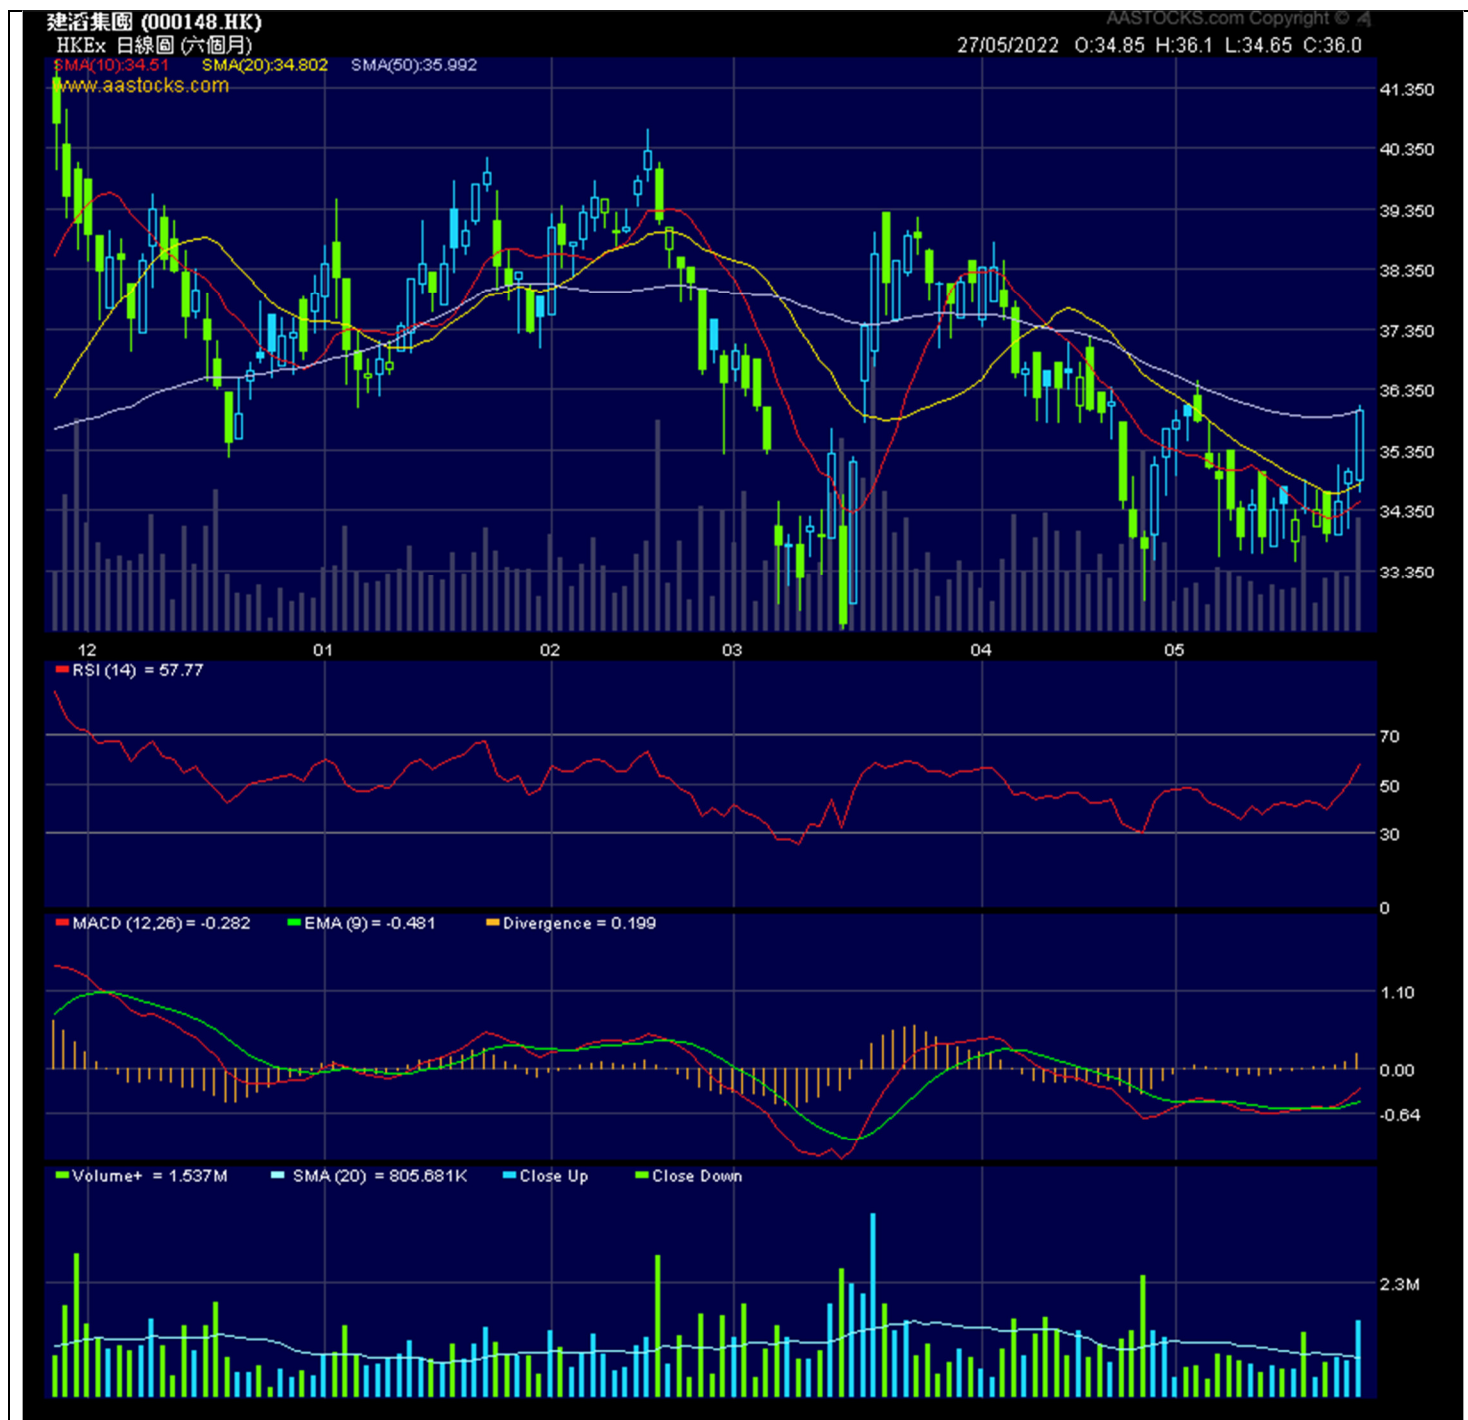 AASTOCKS.com Copyright ©
建滔集團 (000148.HK)
HKEx 日線圖 (六個月)
27/05/2022 O:34.85 H:36.1 L:34.65 C:36.0
SMA(10):34.51 SMA(20):34.802 SMA(50):35.992
www.aastocks.com
41.350
40.350
39.350
38.350
37.350
36.350
35.350
34.350
33.350
12 01 02 03 04 05
RSI (14) = 57.77
70
50
30
0
MACD (12,26) = -0.282 EMA (9) = -0.481 Divergence = 0.199
1.10
0.00
-0.64
Volume+ = 1.537M SMA (20) = 805.681K Close Up Close Down
2.3M